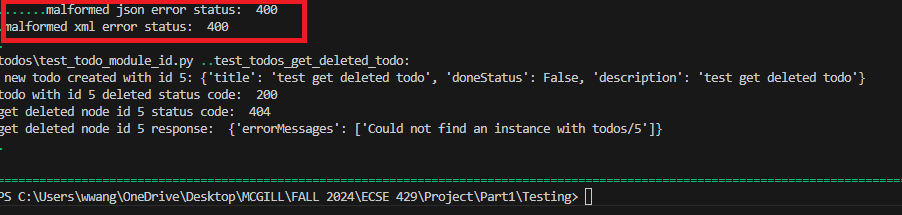 ........malformed json error status:  400
.malformed xml error status:  400
.
todos\test_todo_module_id.py ..test_todos_get_deleted_todo:
new todo created with id 5: {'title': 'test get deleted todo', 'doneStatus': False, 'description': 'test get deleted todo'}
todo with id 5 deleted status code:  200
get deleted node id 5 status code:  404
get deleted node id 5 response:  {'errorMessages': ['Could not find an instance with todos/5']}
.
PS C:\Users\wwang\OneDrive\Desktop\MCGILL\FALL 2024\ECSE 429\Project\Part1\Testing>